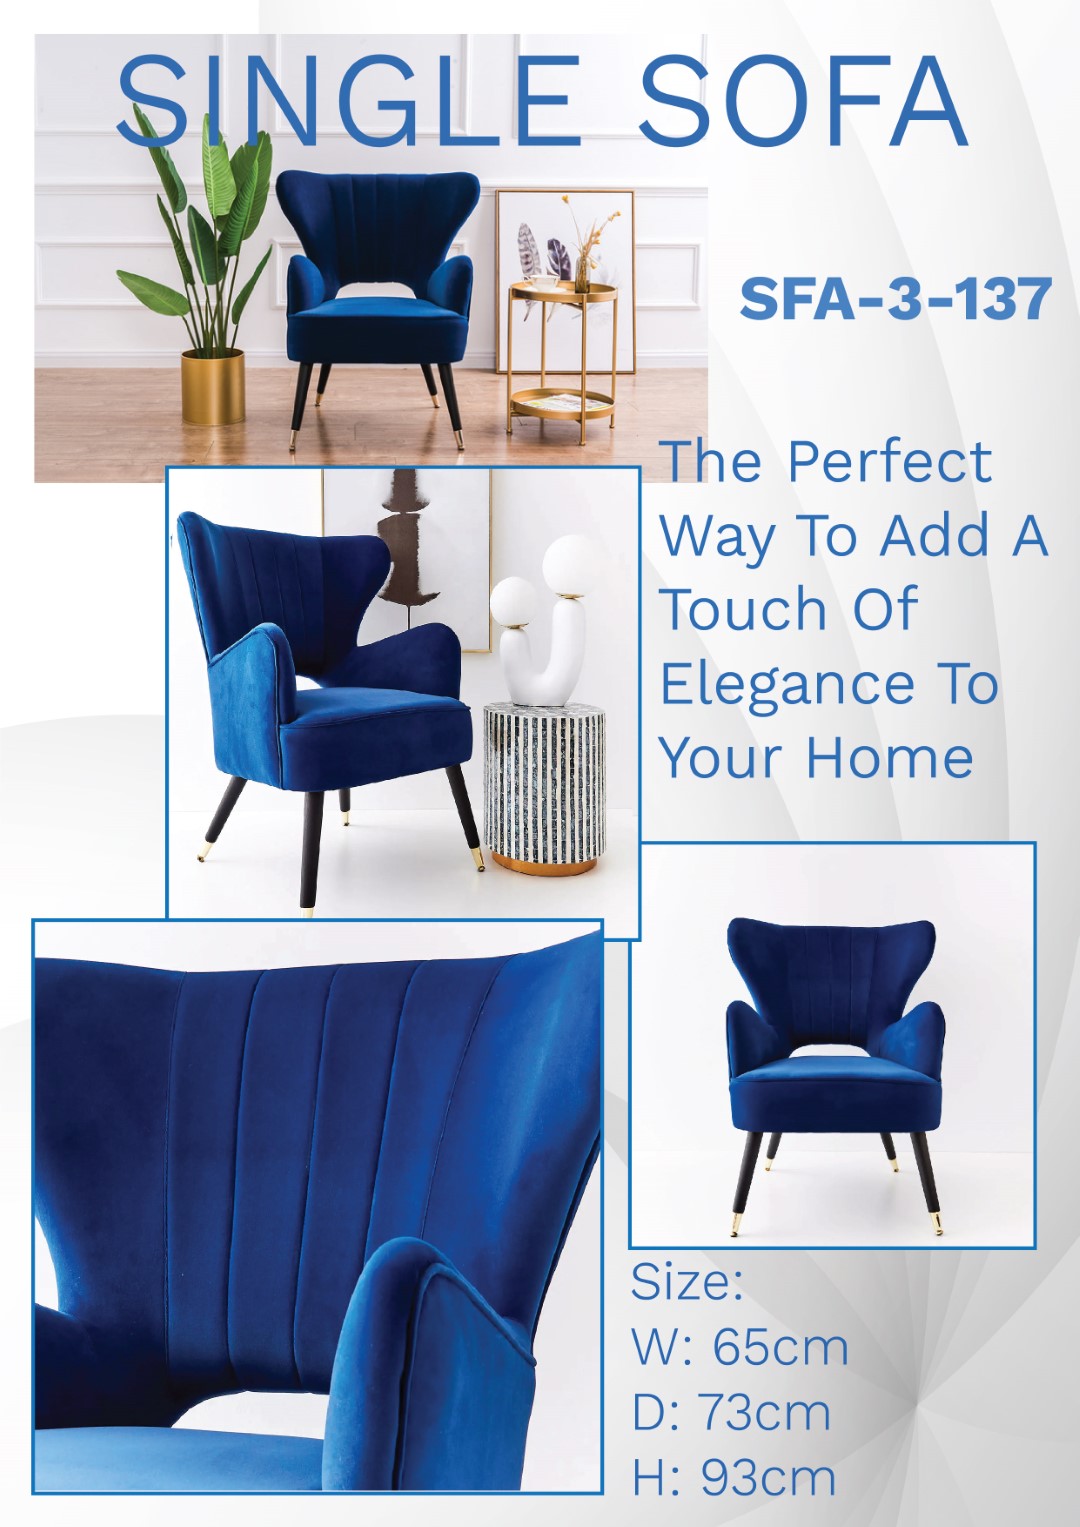 SINGLE SOFA
SFA-3-137
The Perfect
Way To Add A
Touch Of
Elegance To
Your Home
Size:
W: 65cm
D: 73cm
H: 93cm